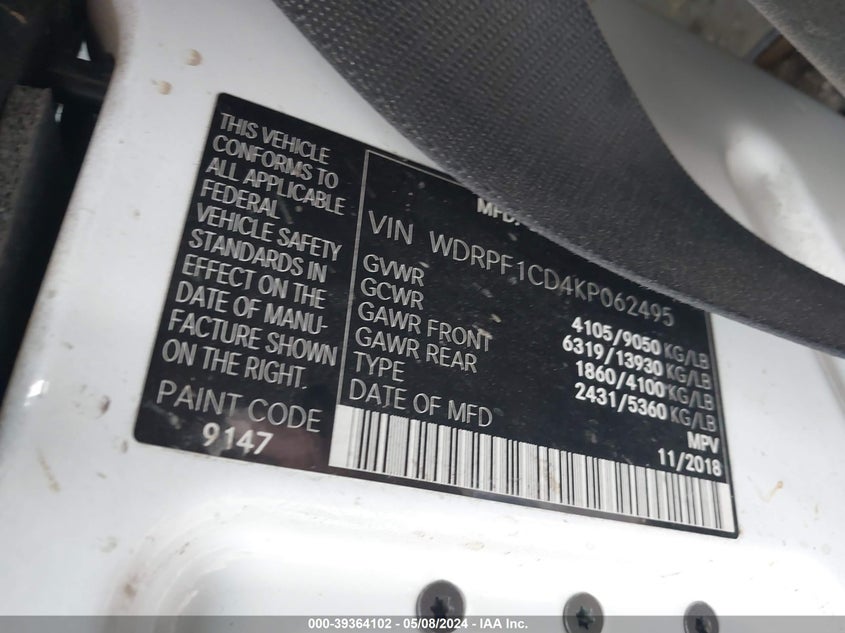 THIS VEHICLE
CONFORMS TO
ALL APPLICABLE
FEDERAL
VEHICLE SAFETY
STANDARDS IN
EFFECT ON THE
DATE OF MANU-
FACTURE SHOWN
ON THE RIGHT.
PAINT CODE
9147
VIN WDRPF1CD4KP062495
GVWR 4105/9050 KG/LB
GCWR 6319/13930 KG/LB
GAWR FRONT 1860/4100 KG/LB
GAWR REAR 2431/5360 KG/LB
TYPE MPV
DATE OF MFD 11/2018
000-39364102 - 05/08/2024 - IAA Inc.